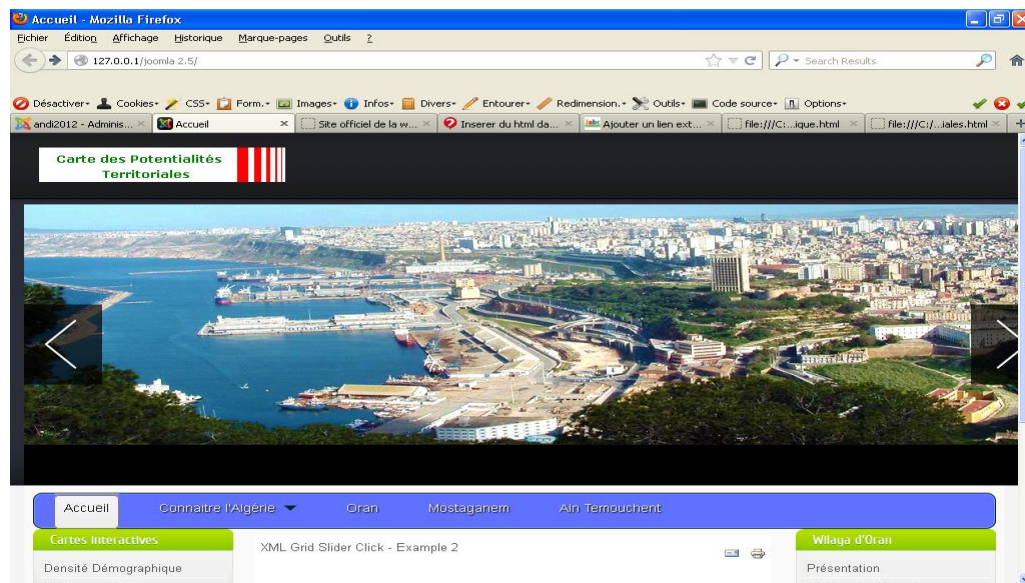 Accueil - Mozilla Firefox
Eichier Édition Affichage Historique Marque-pages Outils ?
127.0.0.1/joomla 2.5/
Search Results
Désactiver Cookies CSS Form. Images Infos Divers Entourer Redimension. Outils Code source Options
andi2012 - Adminis... Accueil Site officiel de la w... Inserer du html da... Ajouter un lien ext... file:///C:...ique.html file:///C:/...iales.html
Carte des Potentialités
Territoriales
Accueil Connaitre l'Algérie Oran Mostaganem Ain Temouchent
Cartes Interactives
XML Grid Slider Click - Example 2
Wilaya d'Oran
Densité Démographique
Présentation